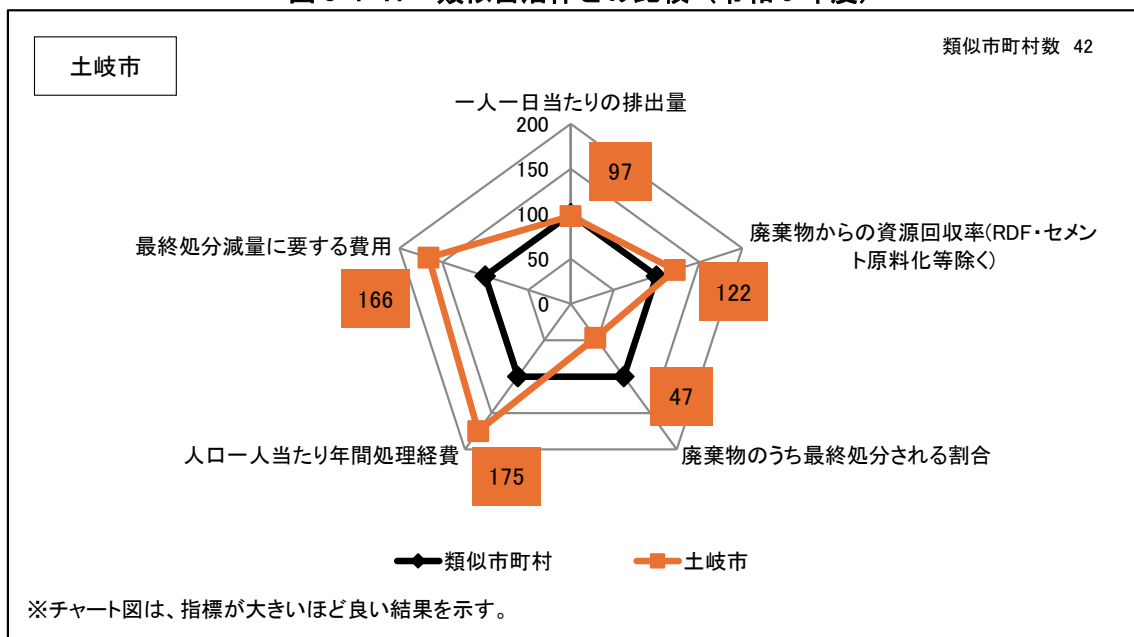 土岐市
類似市町村数 42
一人一日当たりの排出量
200
150
100
50
0
97
廃棄物からの資源回収率(RDF・セメン
ト原料化等除く)
122
最終処分減量に要する費用
166
47
人口一人当たり年間処理経費
175
廃棄物のうち最終処分される割合
類似市町村
土岐市
※チャート図は、指標が大きいほど良い結果を示す。